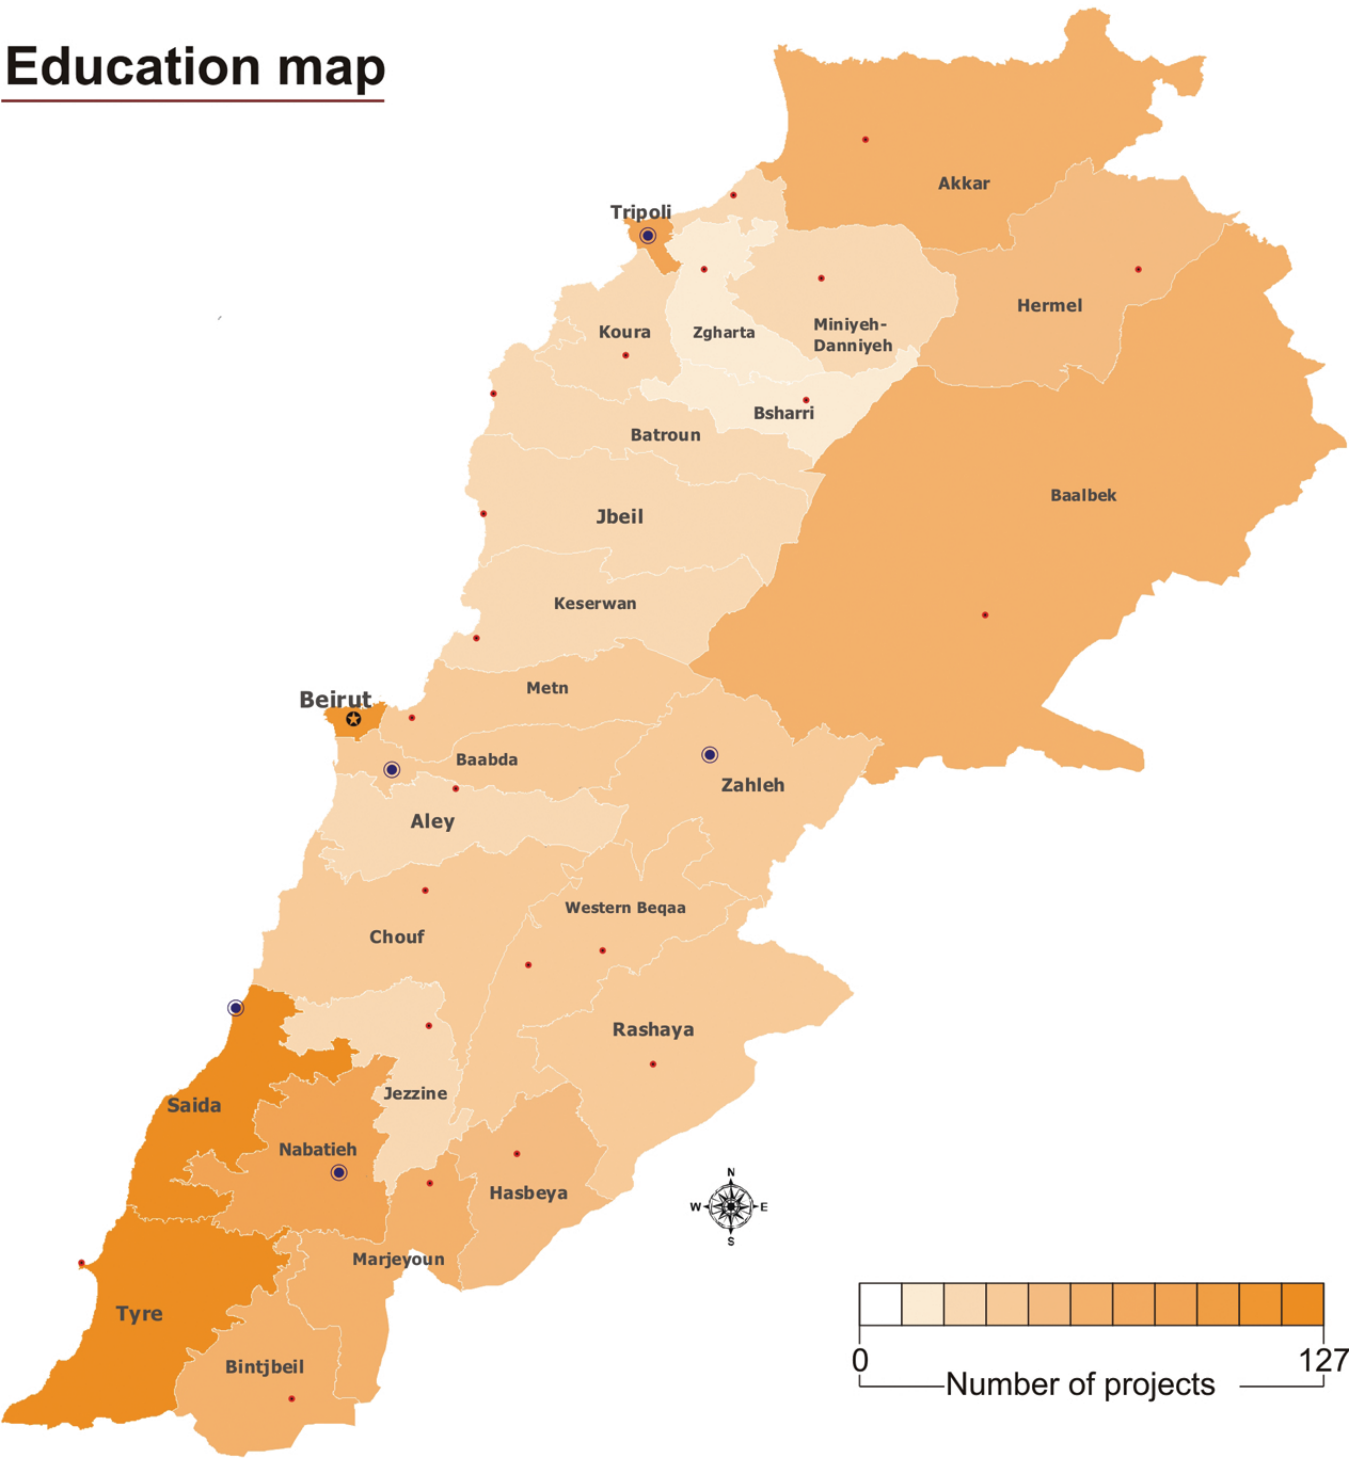 Education map
Akkar
Tripoli
Hermel
Koura
Zgharta
Miniyeh-
Danniyeh
Bsharri
Batroun
Baalbek
Jbeil
Keserwan
Metn
Beirut
Baabda
Zahleh
Aley
Western Beqaa
Chouf
Rashaya
Jezzine
Saida
Nabatieh
Hasbeya
N
W E
S
Marjeyoun
Tyre
Bintjbeil
0 127
Number of projects